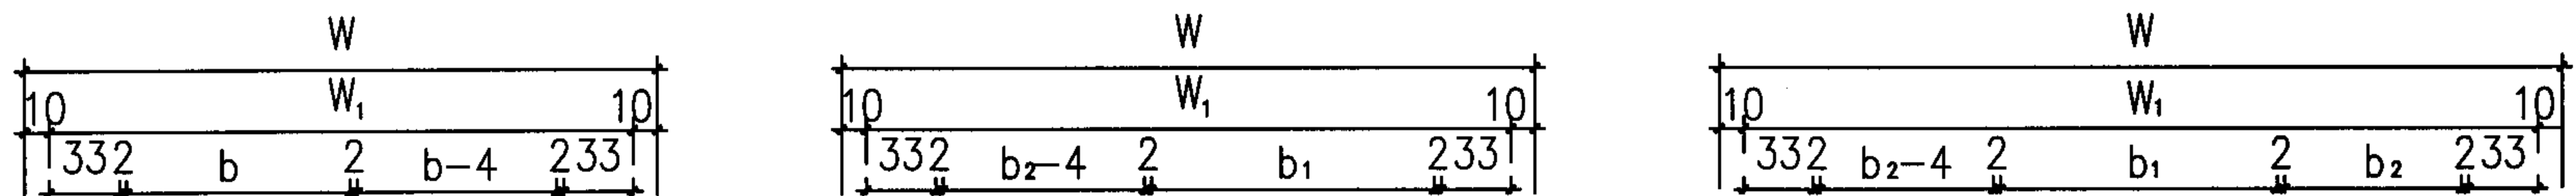 W W W
10 W₁ 10 10 W₁ 10 10 W₁ 10
33 2 b 2 b-4 2 33 33 2 b₂-4 2 b₁ 2 33 33 2 b₂-4 2 b₁ 2 b₂ 2 33